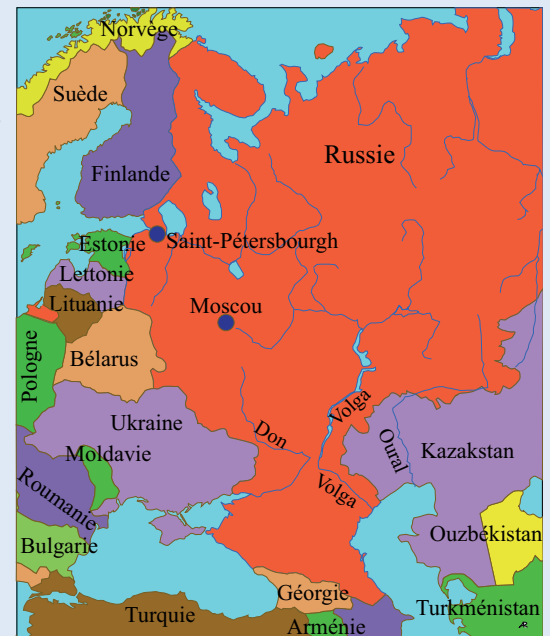 Norvège
Suède
Russie
Finlande
Estonie
Saint-Pétersbourgh
Lettonie
Lituanie
Moscou
Bélarus
Pologne
Ukraine
Don
Volga
Oural
Kazakstan
Moldavie
Roumanie
Volga
Bulgarie
Ouzbékistan
Géorgie
Turquie
Arménie
Turkménistan